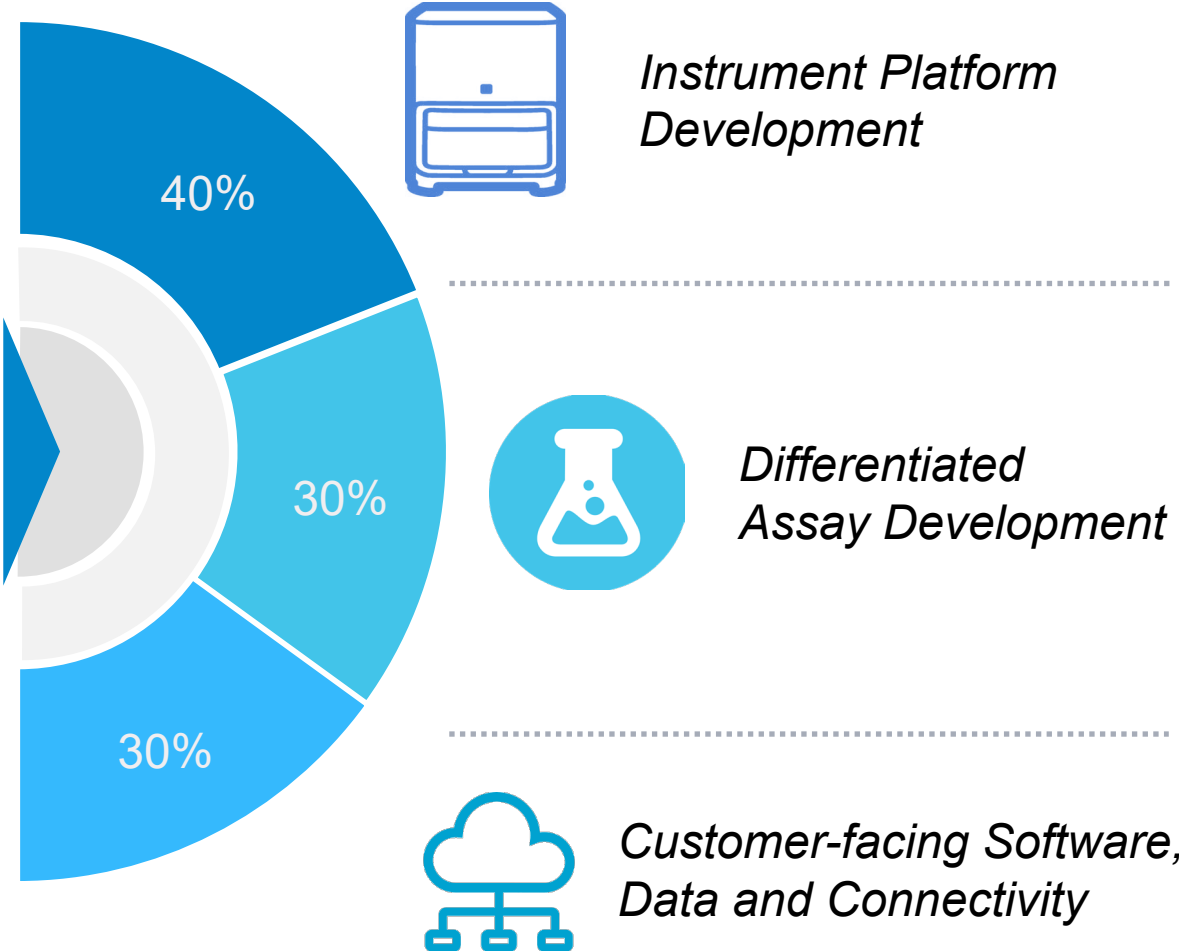 40%
Instrument Platform
Development
30%
Differentiated
Assay Development
30%
Customer-facing Software,
Data and Connectivity